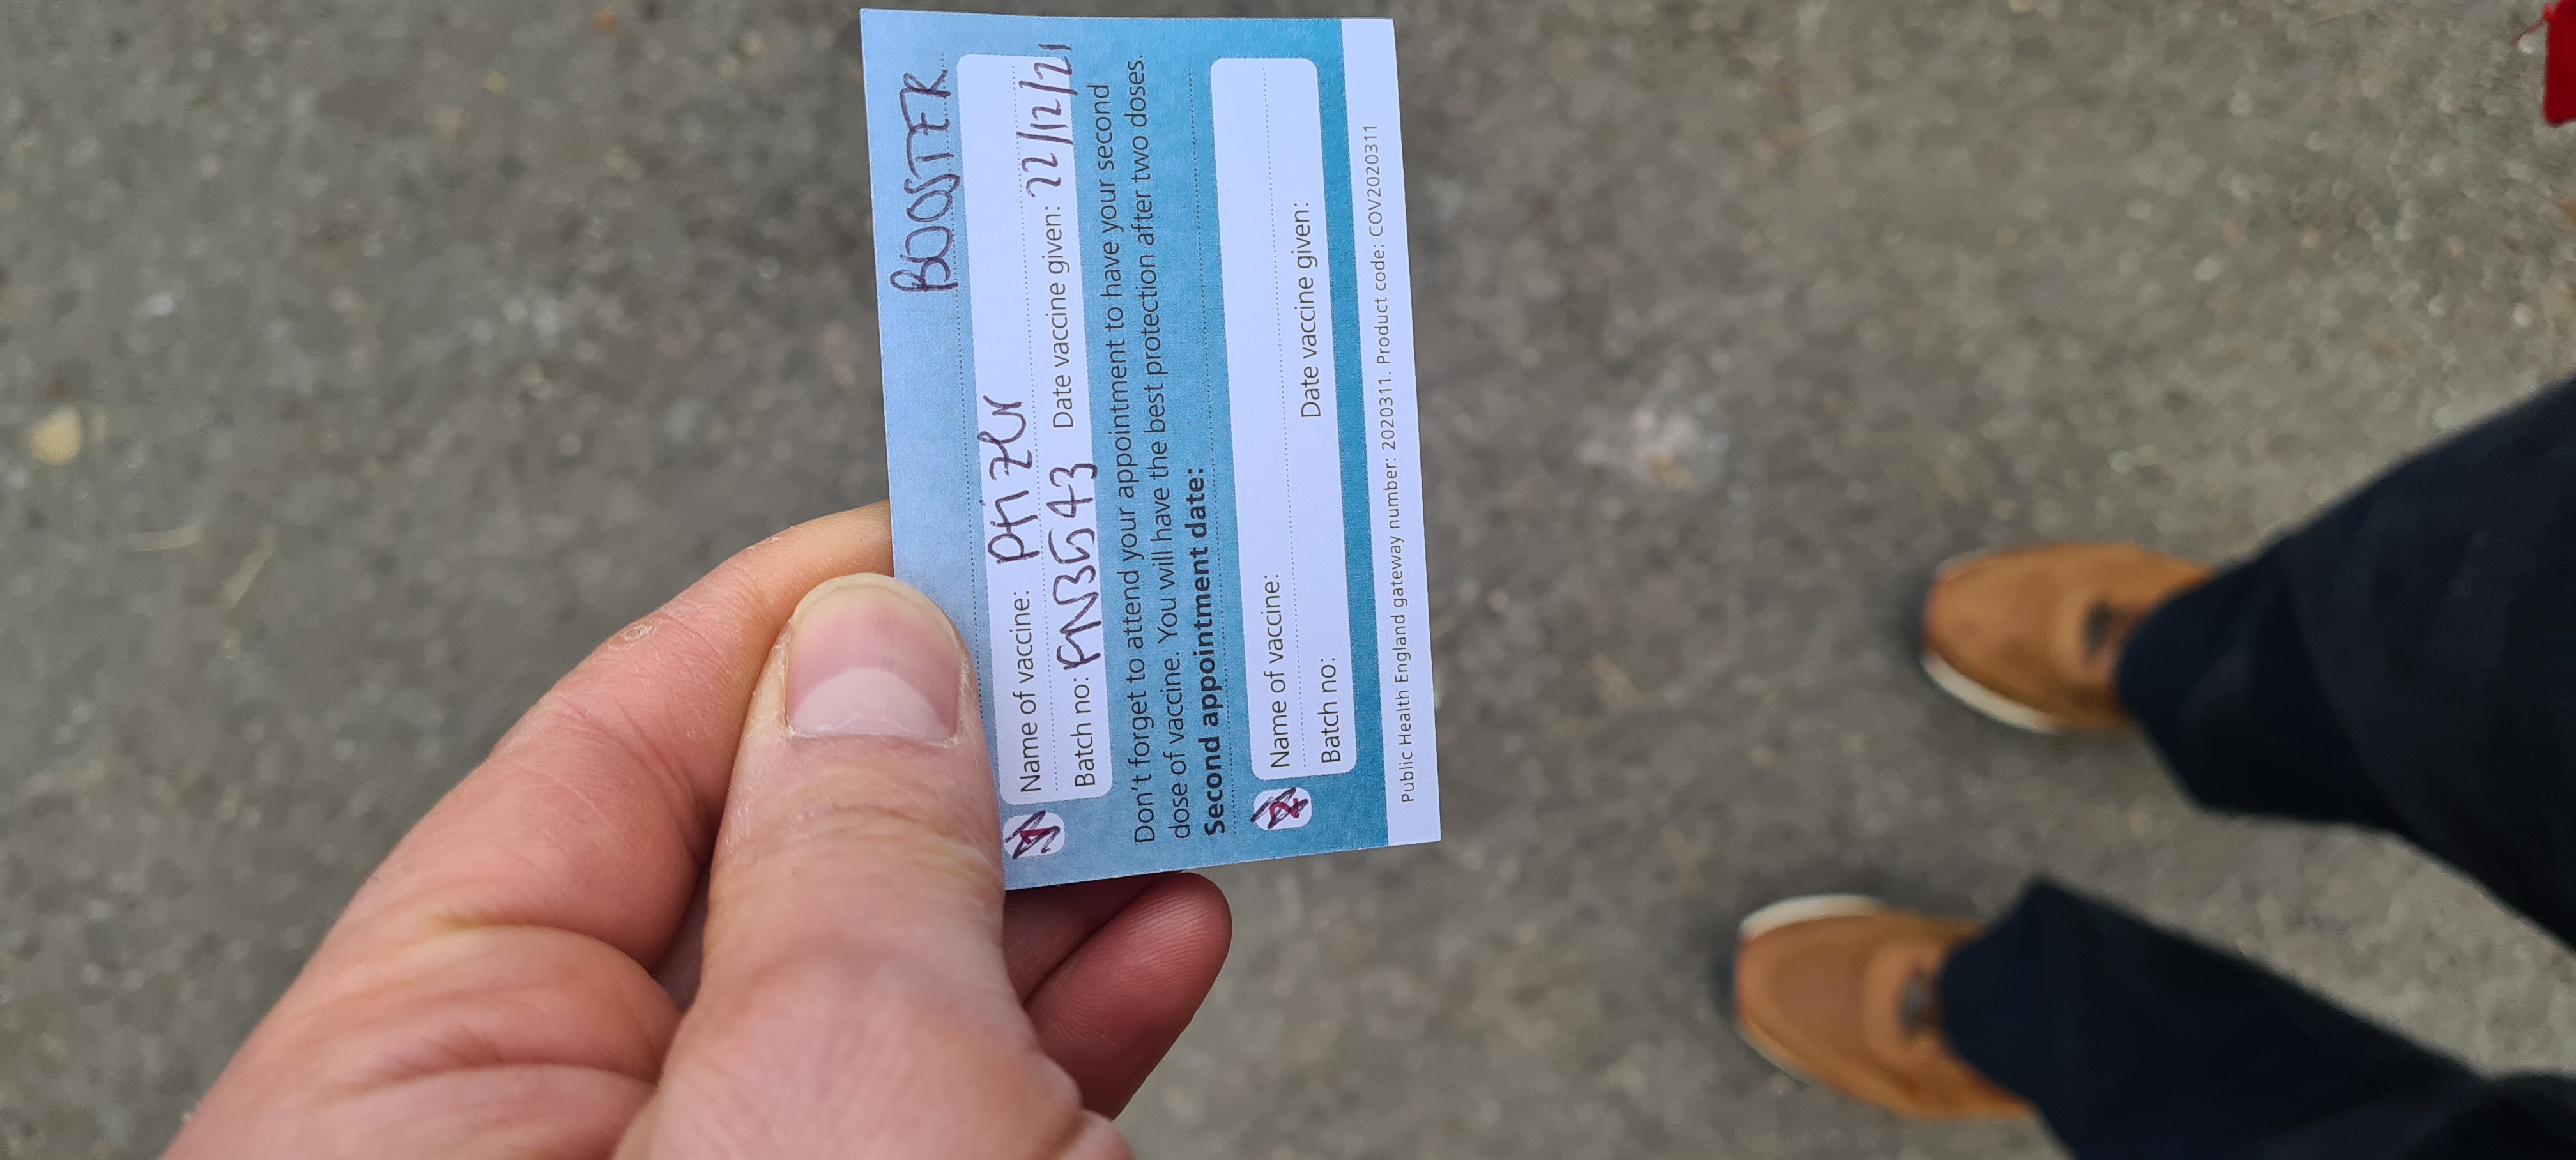 BOOSTER
1 Name of vaccine: Pfizer
Batch no: FN3543 Date vaccine given: 22/12/21
Don't forget to attend your appointment to have your second
dose of vaccine. You will have the best protection after two doses.
Second appointment date:
2 Name of vaccine:
Batch no: Date vaccine given:
Public Health England gateway number: 2020311. Product code: COV2020311